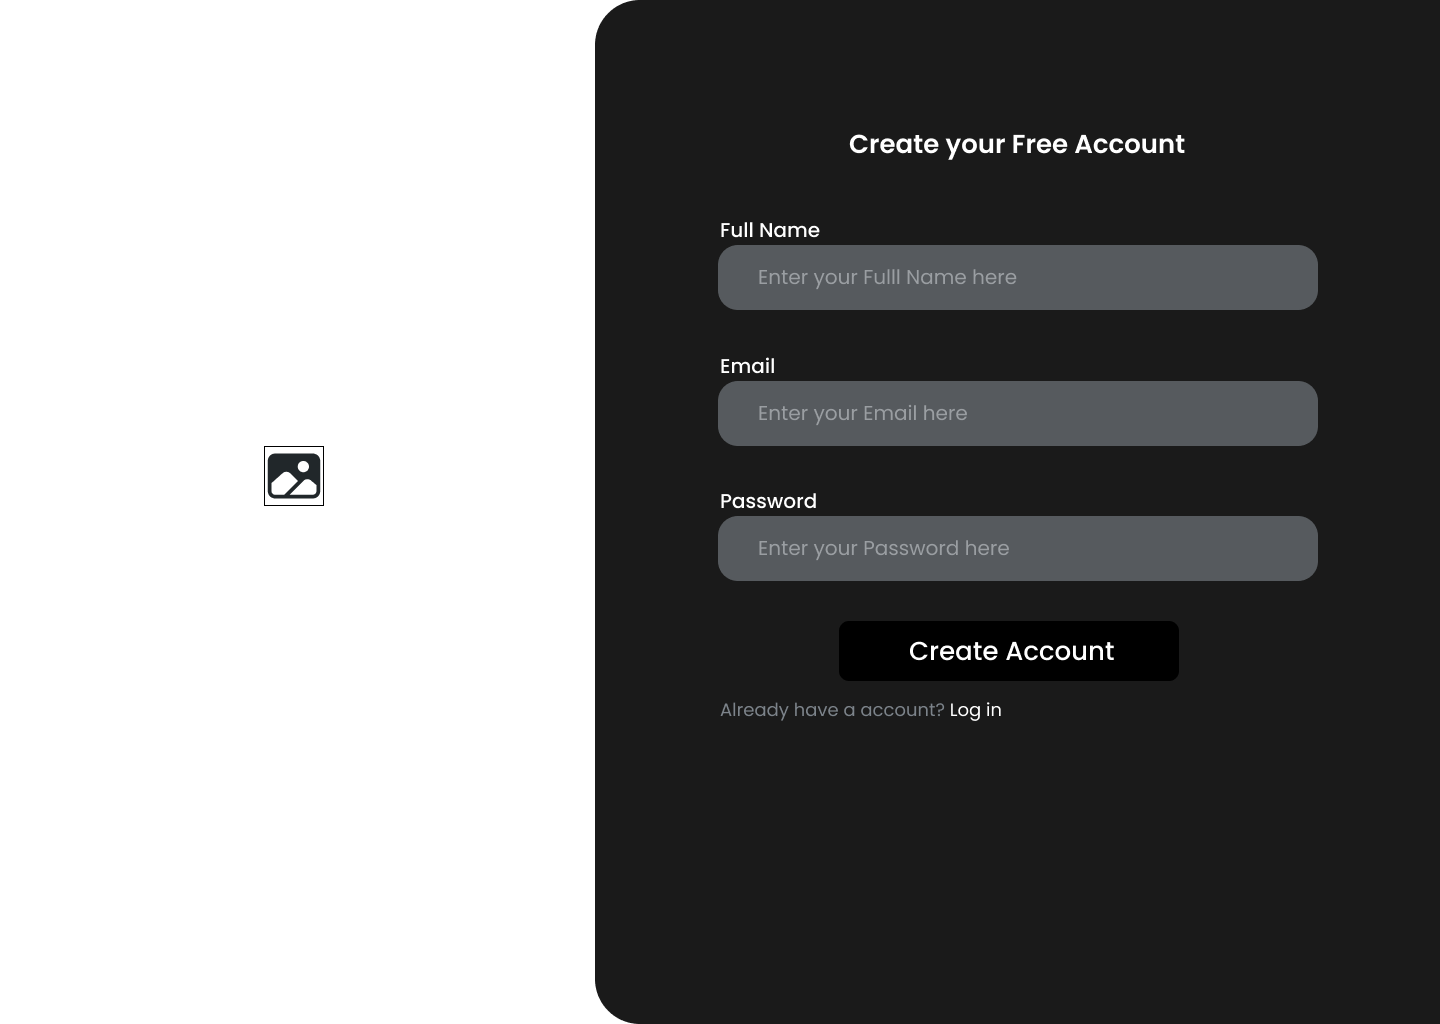 Create your Free Account
Full Name
Enter your Fulll Name here
Email
Enter your Email here
Password
Enter your Password here
Create Account
Already have a account? Log in